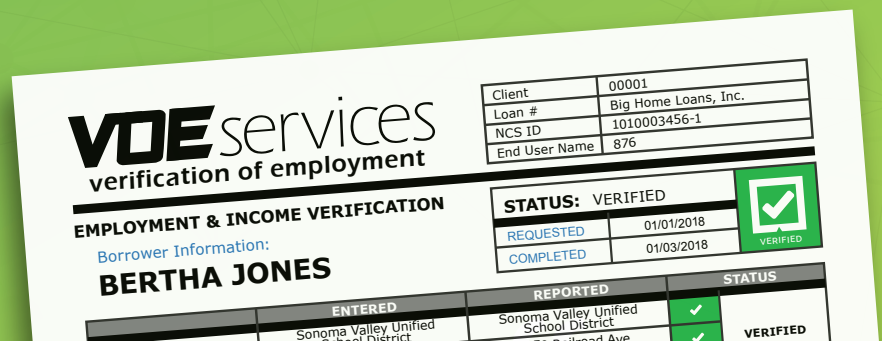 VOEservices
verification of employment
Client 00001
Loan # Big Home Loans, Inc.
NCS ID 1010003456-1
End User Name 876
EMPLOYMENT & INCOME VERIFICATION
Borrower Information:
BERTHA JONES
STATUS: VERIFIED
REQUESTED 01/01/2018
COMPLETED 01/03/2018
VERIFIED
ENTERED REPORTED STATUS
Sonoma Valley Unified
School District
Sonoma Valley Unified
School District
Railroad Ave
VERIFIED